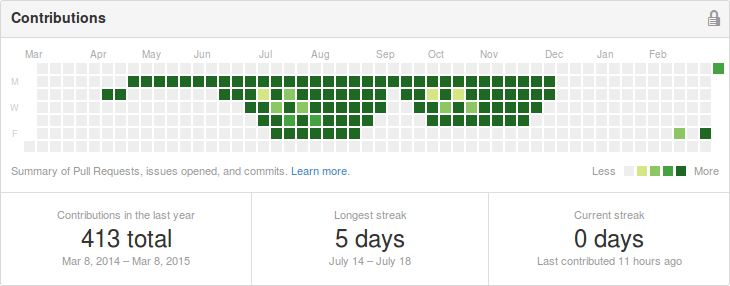 Contributions
Mar Apr May Jun Jul Aug Sep Oct Nov Dec Jan Feb
M
W
F
Summary of Pull Requests, issues opened, and commits. Learn more.
Less More
Contributions in the last year
413 total
Mar 8, 2014 – Mar 8, 2015
Longest streak
5 days
July 14 – July 18
Current streak
0 days
Last contributed 11 hours ago